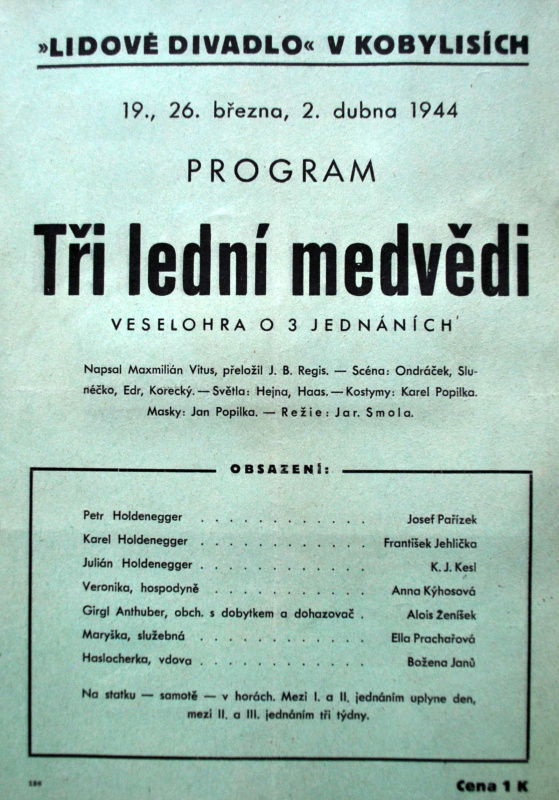 »LIDOVÉ DIVADLO« V KOBYLISÍCH
19., 26. března, 2. dubna 1944
PROGRAM
Tři lední medvědi
VESELOHRA O 3 JEDNÁNÍCH
Napsal Maxmilián Vitus, přeložil J. B. Regis. — Scéna: Ondráček, Slu-
néčko, Edr, Korecký. — Světla: Hejna, Haas. — Kostymy: Karel Popilka.
Masky: Jan Popilka. — Režie: Jar. Smola.
OBSAZENÍ:
Petr Holdenegger . . . . . . . . . . . . Josef Pařízek
Karel Holdenegger . . . . . . . . . . . . František Jehlička
Julián Holdenegger . . . . . . . . . . . . K. J. Kesl
Veronika, hospodyně . . . . . . . . . . . Anna Kýhosová
Girgl Anthuber, obch. s dobytkem a dohazovač . Alois Ženíšek
Maryška, služebná . . . . . . . . . . . . Ella Prachařová
Haslocherka, vdova . . . . . . . . . . . . Božena Janů
Na statku — samotě — v horách. Mezi I. a II. jednáním uplyne den,
mezi II. a III. jednáním tři týdny.
Cena 1 K